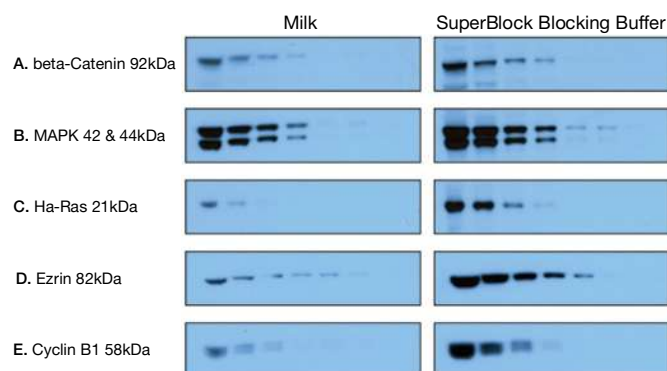 Milk SuperBlock Blocking Buffer
A. beta-Catenin 92kDa
B. MAPK 42 & 44kDa
C. Ha-Ras 21kDa
D. Ezrin 82kDa
E. Cyclin B1 58kDa